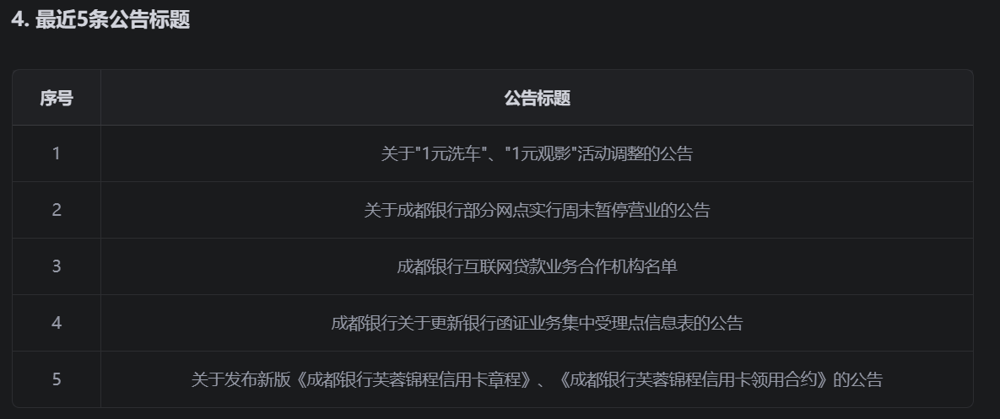 4. 最近5条公告标题
序号 公告标题
1 关于"1元洗车"、"1元观影"活动调整的公告
2 关于成都银行部分网点实行周末暂停营业的公告
3 成都银行互联网贷款业务合作机构名单
4 成都银行关于更新银行函证业务集中受理点信息表的公告
5 关于发布新版《成都银行芙蓉锦程信用卡章程》、《成都银行芙蓉锦程信用卡领用合约》的公告